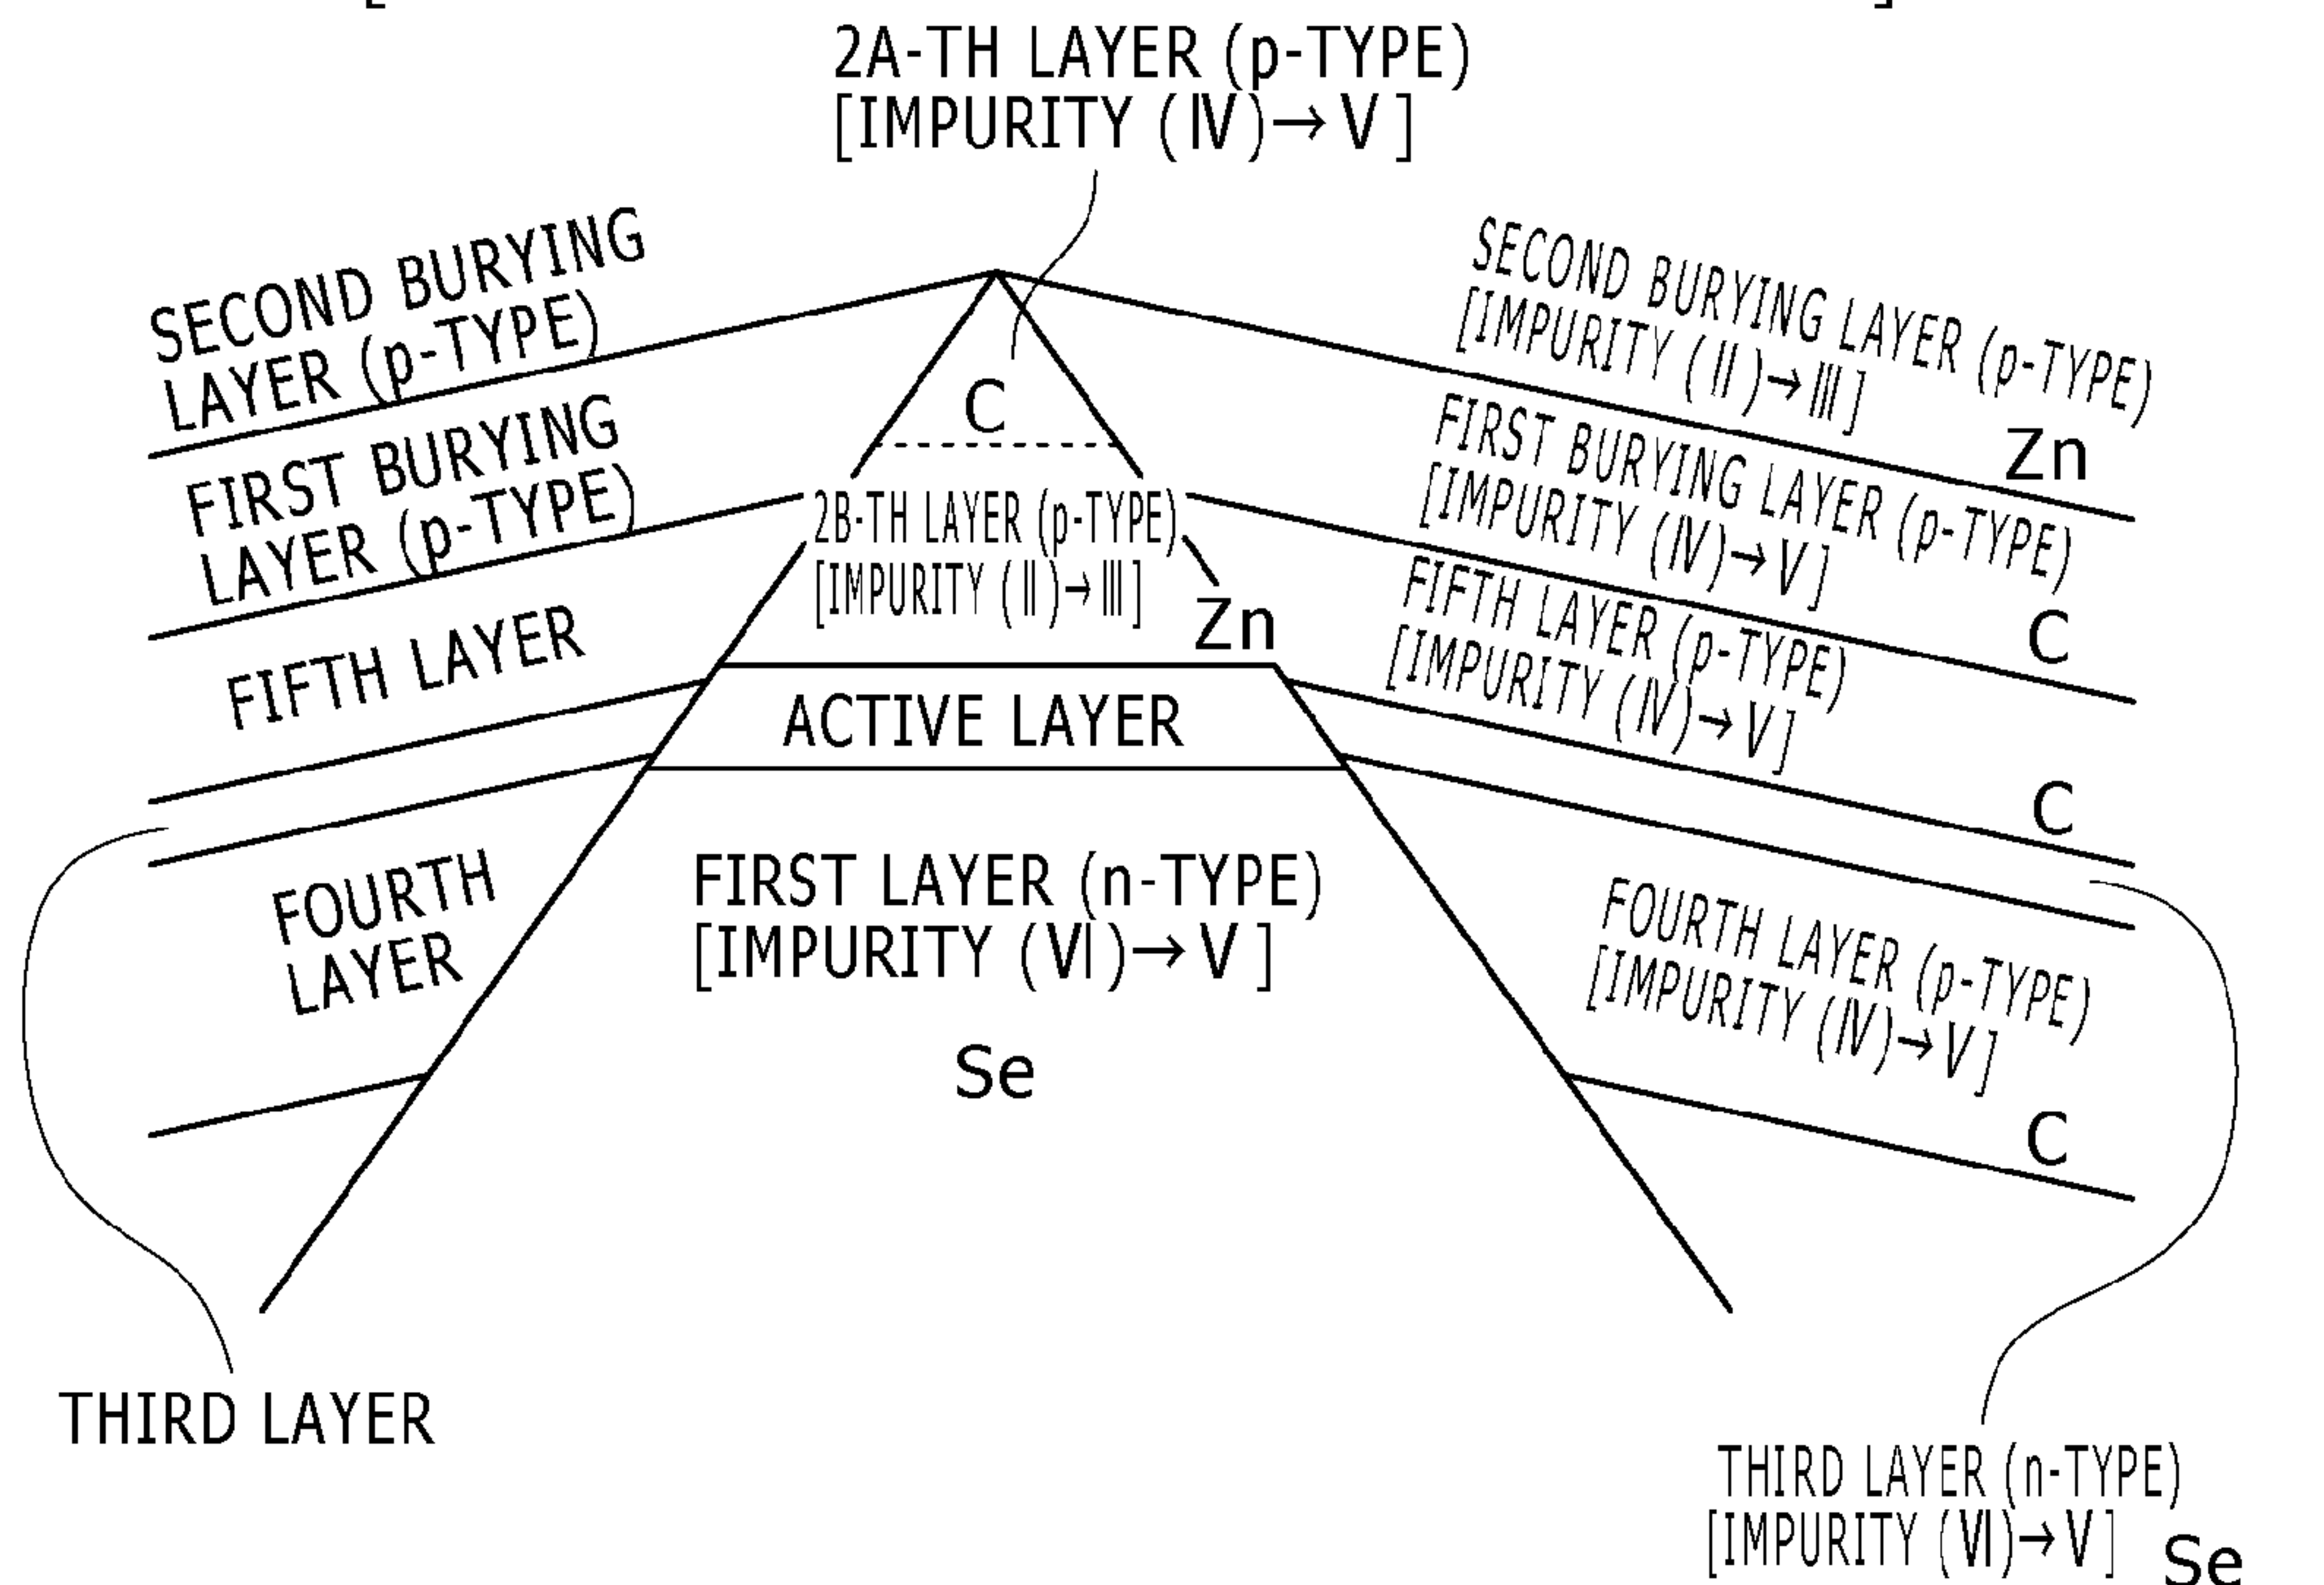 2A-TH LAYER (p-TYPE)
[IMPURITY (Ⅳ)→Ⅴ]
SECOND BURYING
LAYER (p-TYPE)
FIRST BURYING
LAYER (p-TYPE)
FIFTH LAYER
FOURTH
LAYER
THIRD LAYER
C
2B-TH LAYER (p-TYPE)
[IMPURITY (Ⅱ)→Ⅲ]
Zn
ACTIVE LAYER
FIRST LAYER (n-TYPE)
[IMPURITY (Ⅵ)→Ⅴ]
Se
SECOND BURYING LAYER (p-TYPE)
[IMPURITY (Ⅱ)→Ⅲ]
Zn
FIRST BURYING LAYER (p-TYPE)
[IMPURITY (Ⅳ)→Ⅴ]
C
FIFTH LAYER (p-TYPE)
[IMPURITY (Ⅳ)→Ⅴ]
C
FOURTH LAYER (p-TYPE)
[IMPURITY (Ⅳ)→Ⅴ]
C
THIRD LAYER (n-TYPE)
[IMPURITY (Ⅵ)→Ⅴ]
Se